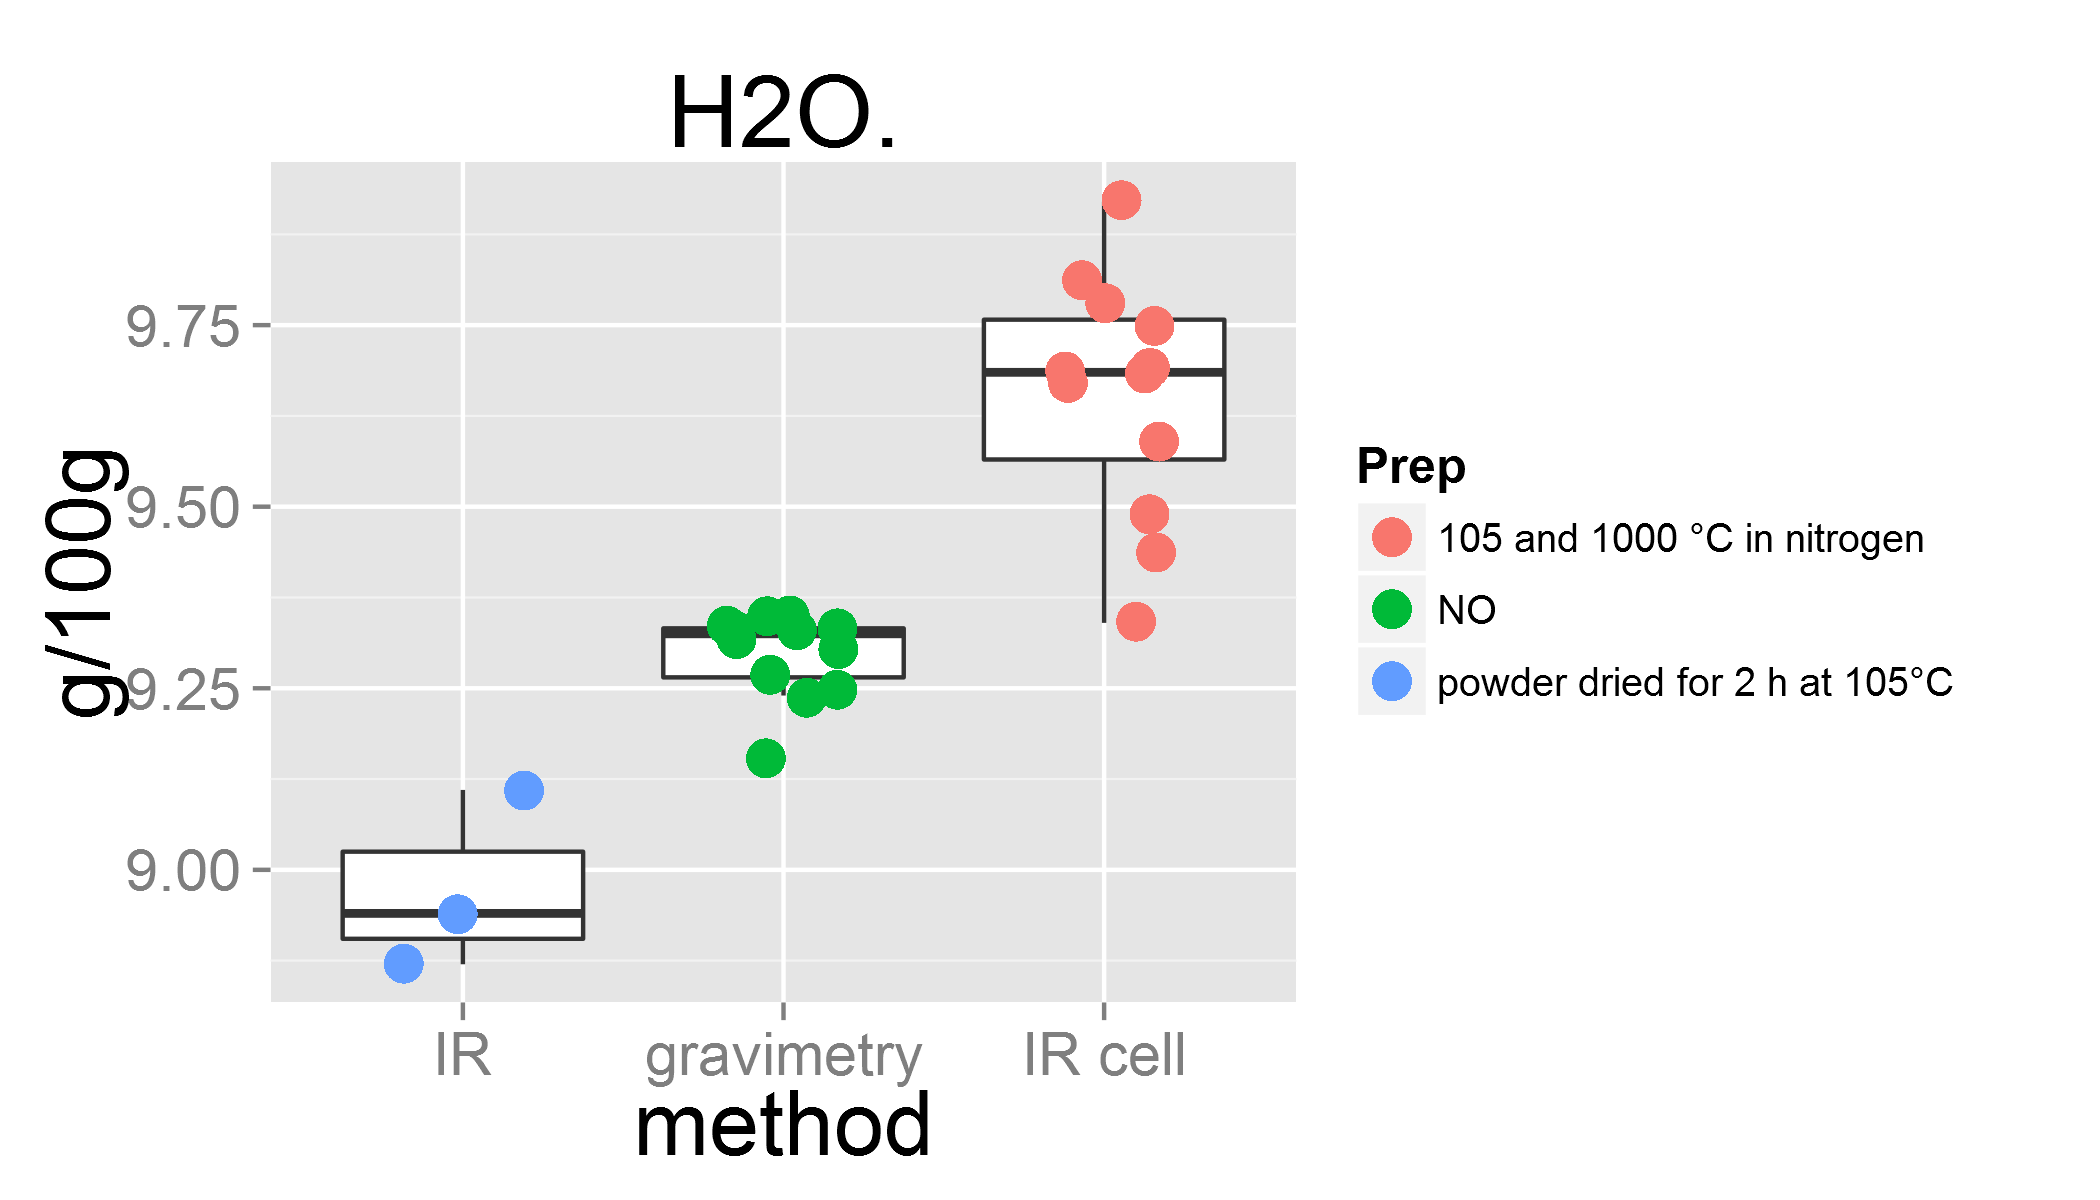 H2O.
g/100g
9.75
9.50
9.25
9.00
IR gravimetry IR cell
method
Prep
105 and 1000 °C in nitrogen
NO
powder dried for 2 h at 105°C